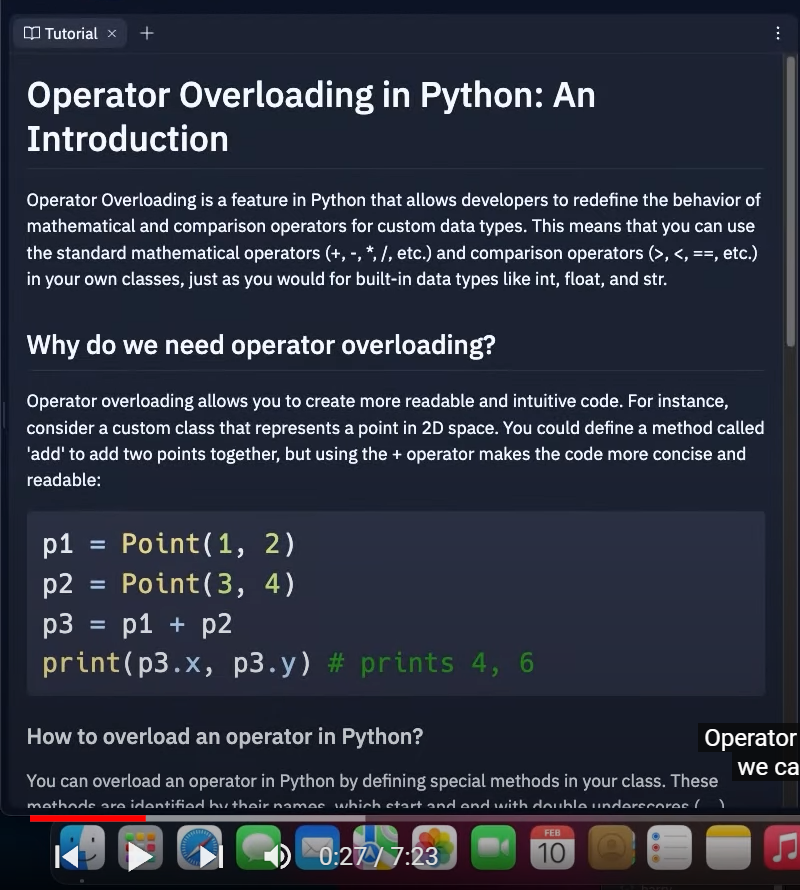 Tutorial
Operator Overloading in Python: An
Introduction
Operator Overloading is a feature in Python that allows developers to redefine the behavior of
mathematical and comparison operators for custom data types. This means that you can use
the standard mathematical operators (+, -, *, /, etc.) and comparison operators (>, <, ==, etc.)
in your own classes, just as you would for built-in data types like int, float, and str.
Why do we need operator overloading?
Operator overloading allows you to create more readable and intuitive code. For instance,
consider a custom class that represents a point in 2D space. You could define a method called
'add' to add two points together, but using the + operator makes the code more concise and
readable:
p1 = Point(1, 2)
p2 = Point(3, 4)
p3 = p1 + p2
print(p3.x, p3.y) # prints 4, 6
How to overload an operator in Python?
Operator
we ca
You can overload an operator in Python by defining special methods in your class. These
methods are identified by their names, which start and end with double underscores (__)
FEB
10
0:27 / 7:23